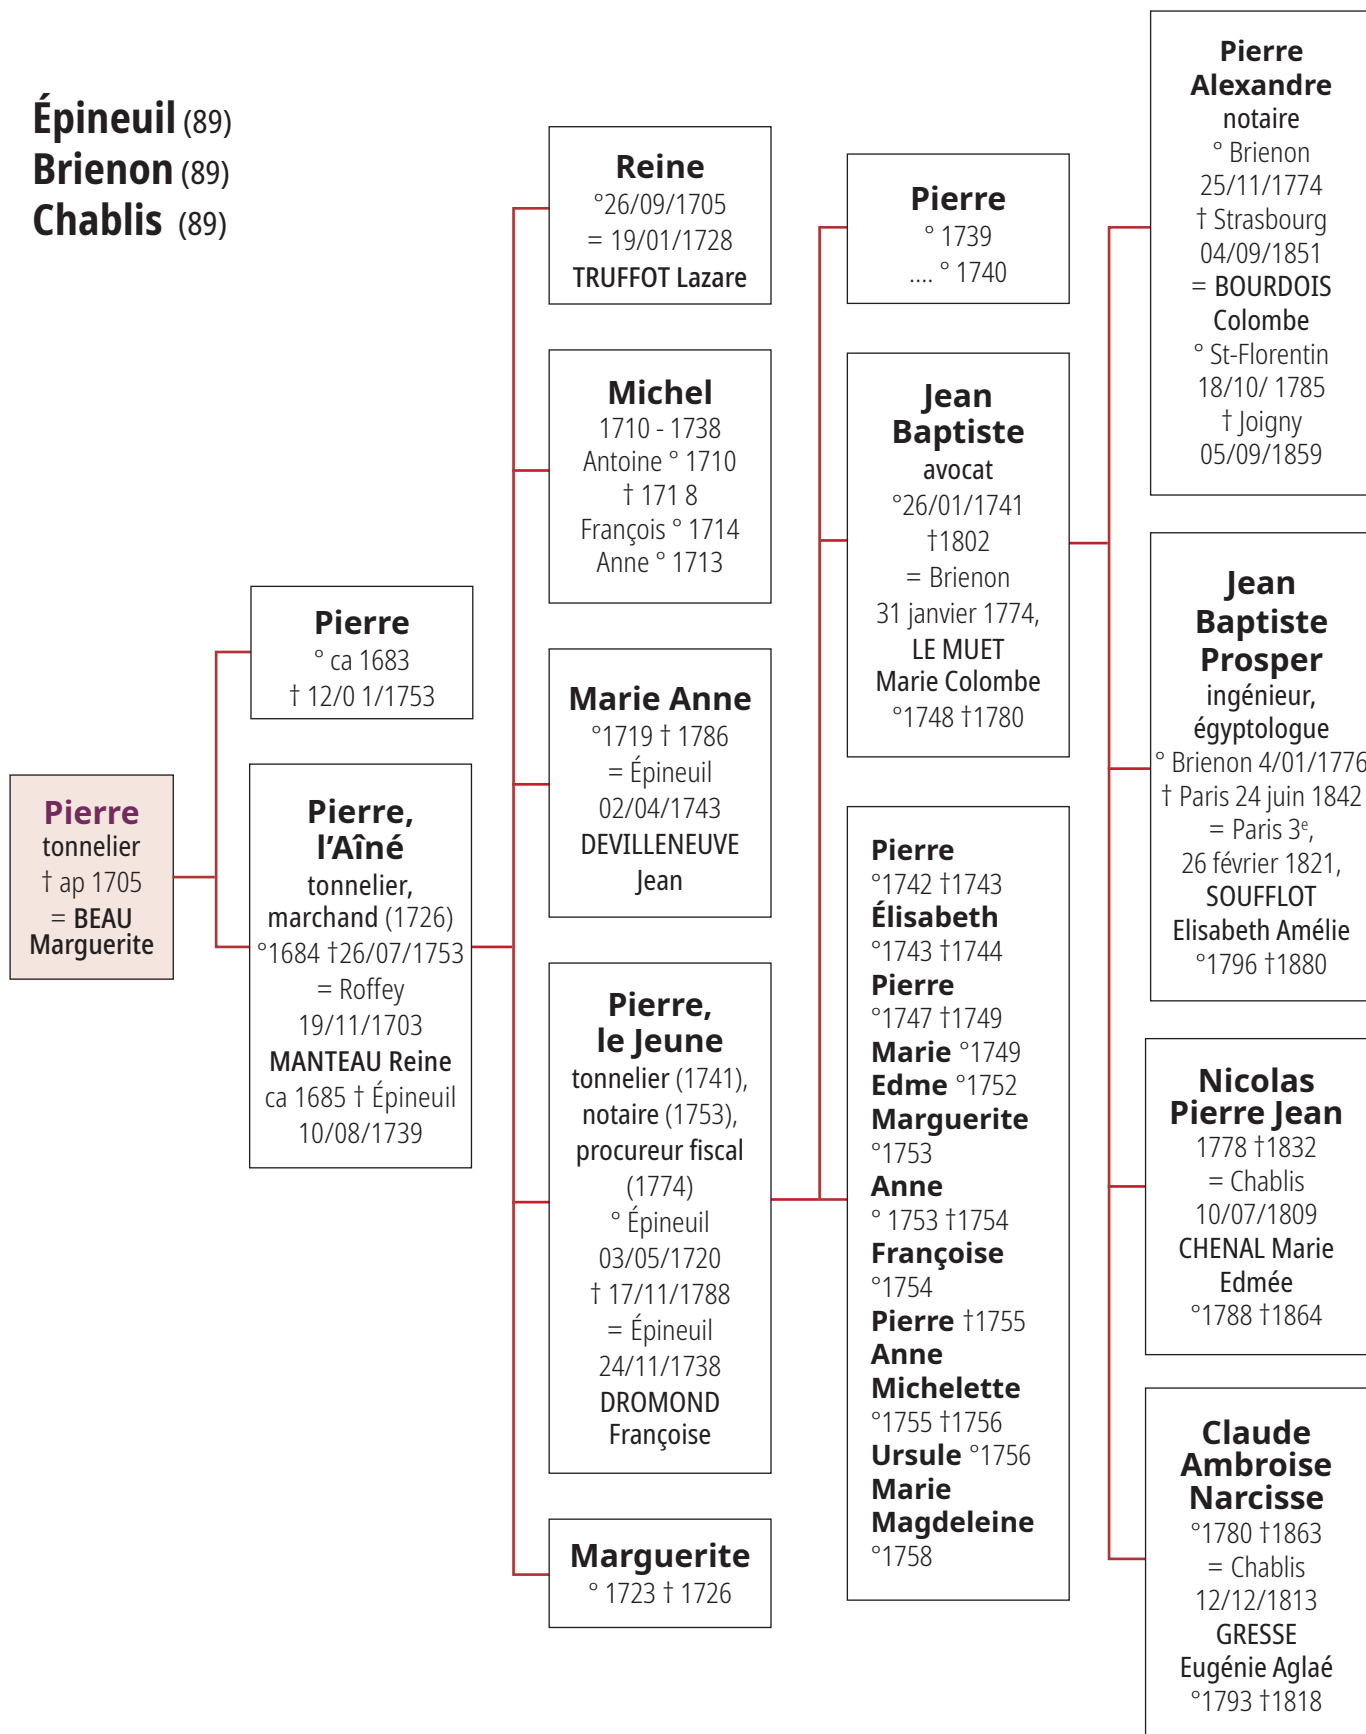 Épineuil (89)
Brienon (89)
Chablis (89)
Pierre
tonnelier
† ap 1705
= BEAU
Marguerite
Pierre
° ca 1683
† 12/0 1/1753
Pierre,
l'Aîné
tonnelier,
marchand (1726)
°1684 †26/07/1753
= Roffey
19/11/1703
MANTEAU Reine
ca 1685 † Épineuil
10/08/1739
Reine
°26/09/1705
= 19/01/1728
TRUFFOT Lazare
Michel
1710 - 1738
Antoine ° 1710
† 171 8
François ° 1714
Anne ° 1713
Marie Anne
°1719 † 1786
= Épineuil
02/04/1743
DEVILLENEUVE
Jean
Pierre,
le Jeune
tonnelier (1741),
notaire (1753),
procureur fiscal
(1774)
° Épineuil
03/05/1720
† 17/11/1788
= Épineuil
24/11/1738
DROMOND
Françoise
Marguerite
° 1723 † 1726
Pierre
° 1739
.... ° 1740
Jean
Baptiste
avocat
°26/01/1741
†1802
= Brienon
31 janvier 1774,
LE MUET
Marie Colombe
°1748 †1780
Pierre
°1742 †1743
Élisabeth
°1743 †1744
Pierre
°1747 †1749
Marie °1749
Edme °1752
Marguerite
°1753
Anne
° 1753 †1754
Françoise
°1754
Pierre †1755
Anne
Michelette
°1755 †1756
Ursule °1756
Marie
Magdeleine
°1758
Pierre
Alexandre
notaire
° Brienon
25/11/1774
† Strasbourg
04/09/1851
= BOURDOIS
Colombe
° St-Florentin
18/10/ 1785
† Joigny
05/09/1859
Jean
Baptiste
Prosper
ingénieur,
égyptologue
° Brienon 4/01/1776
† Paris 24 juin 1842
= Paris 3e,
26 février 1821,
SOUFFLOT
Elisabeth Amélie
°1796 †1880
Nicolas
Pierre Jean
1778 †1832
= Chablis
10/07/1809
CHENAL Marie
Edmée
°1788 †1864
Claude
Ambroise
Narcisse
°1780 †1863
= Chablis
12/12/1813
GRESSE
Eugénie Aglaé
°1793 †1818